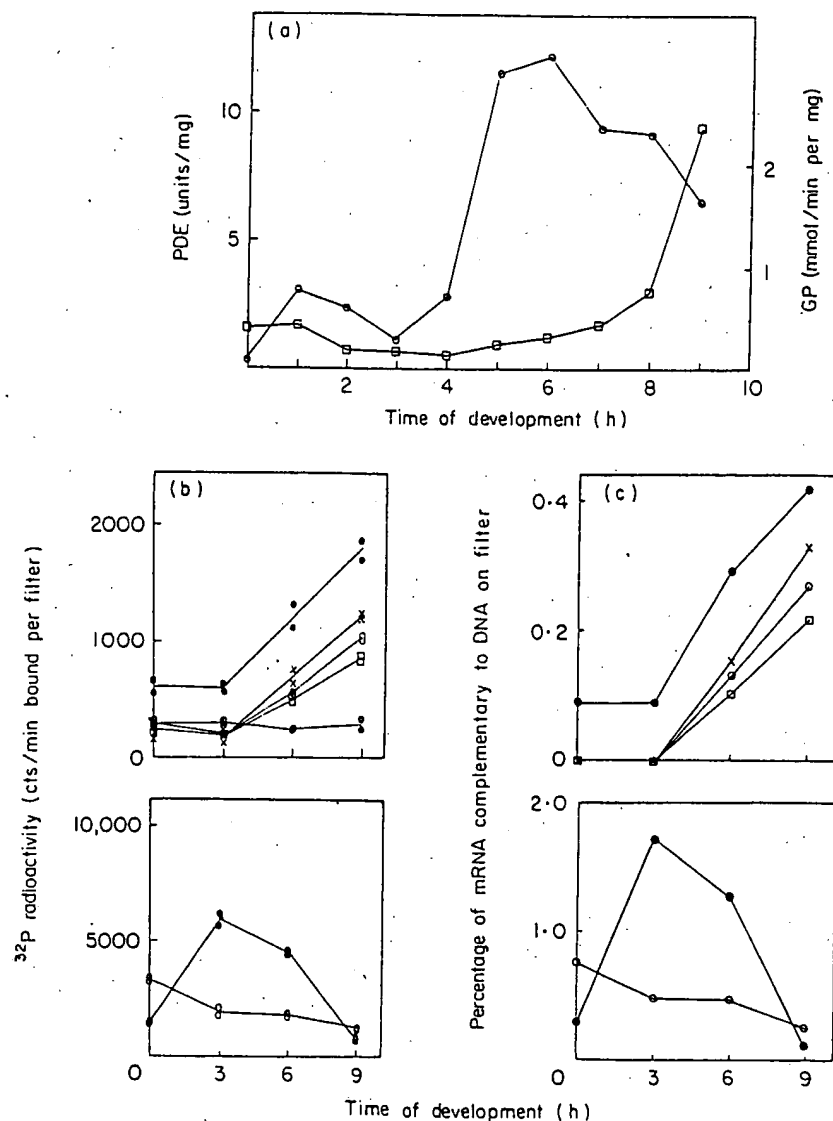 (a)
PDE (units/mg)
10
5
GP (mmol/min per mg)
2
1
2 4 6 8 10
Time of development (h)
(b)
2000
1000
0
10,000
5000
0
0 3 6 9
³²P radioactivity (cts/min bound per filter)
(c)
0·4
0·2
0
2·0
1·0
0 3 6 9
Percentage of mRNA complementary to DNA on filter
Time of development (h)